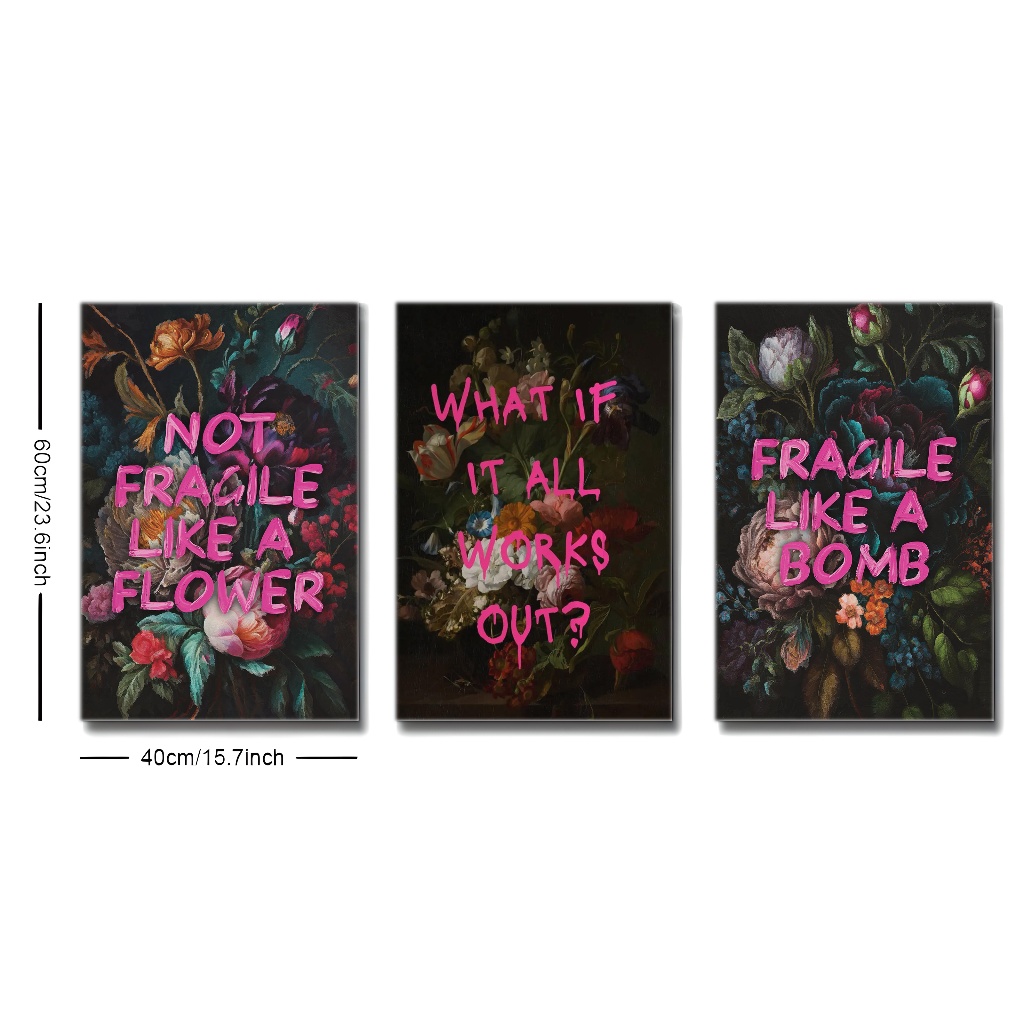 NOT
FRAGILE
LIKE A
FLOWER
WHAT IF
IT ALL
WORKS
OUT?
FRAGILE
LIKE A
BOMB
60cm/23.6inch
40cm/15.7inch